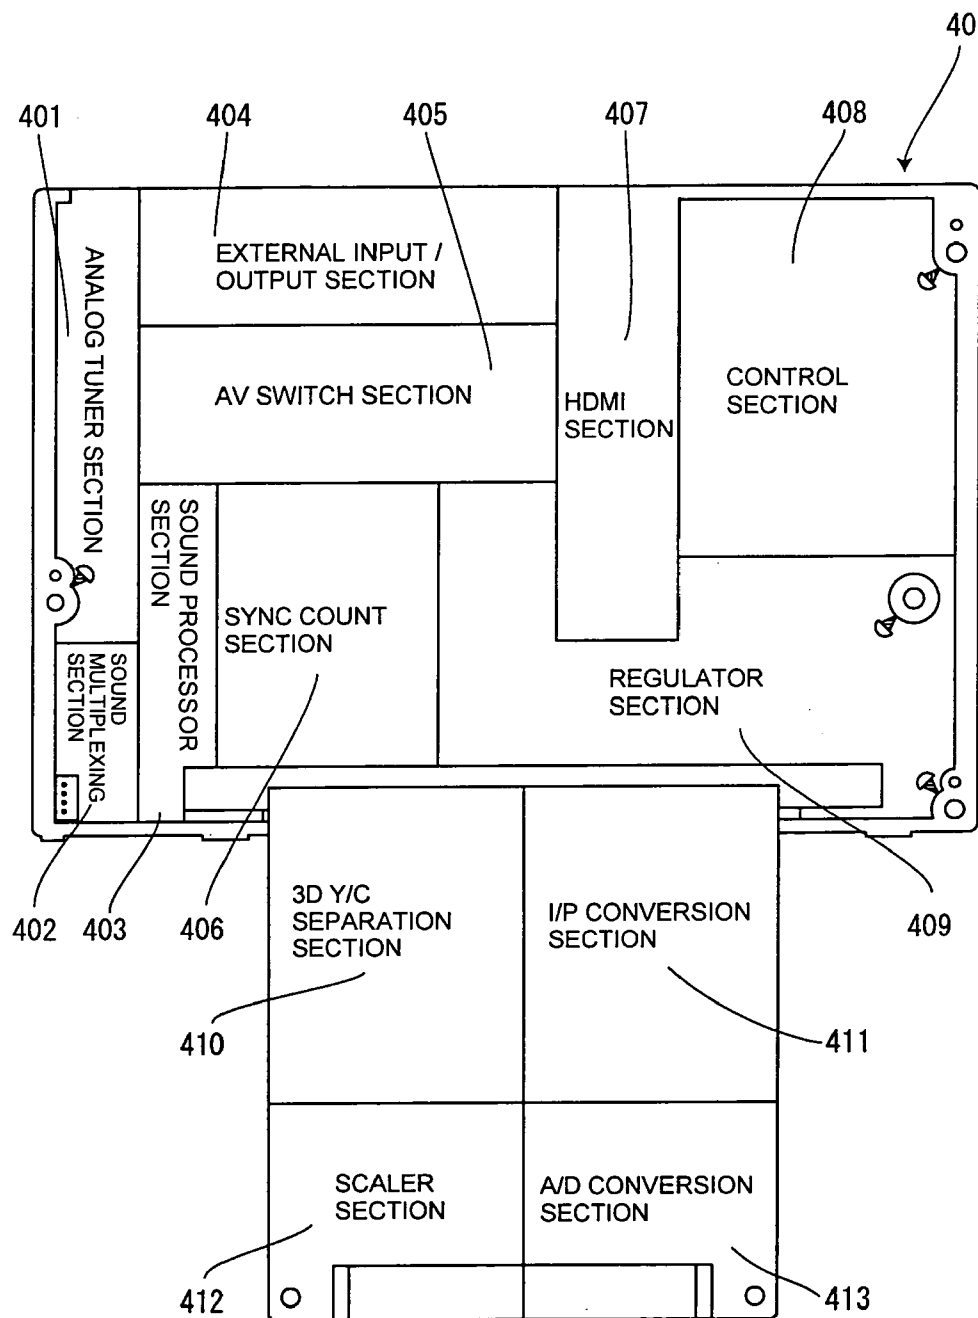 40
401
404
405
407
408
ANALOG TUNER SECTION
EXTERNAL INPUT /
OUTPUT SECTION
AV SWITCH SECTION
HDMI
SECTION
CONTROL
SECTION
SOUND PROCESSOR
SECTION
SYNC COUNT
SECTION
REGULATOR
SECTION
SOUND
MULTIPLEXING
SECTION
402
403
406
409
3D Y/C
SEPARATION
SECTION
I/P CONVERSION
SECTION
410
411
SCALER
SECTION
A/D CONVERSION
SECTION
412
413